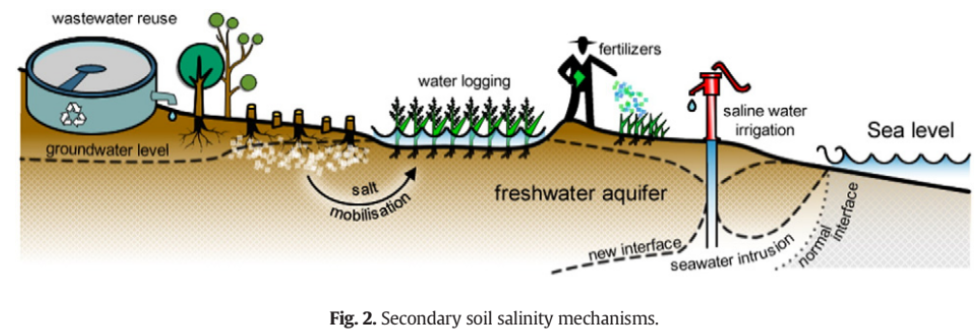 wastewater reuse
fertilizers
water logging
saline water
irrigation
Sea level
groundwater level
salt
mobilisation
freshwater aquifer
new interface
seawater intrusion
normal
interface
Fig. 2. Secondary soil salinity mechanisms.